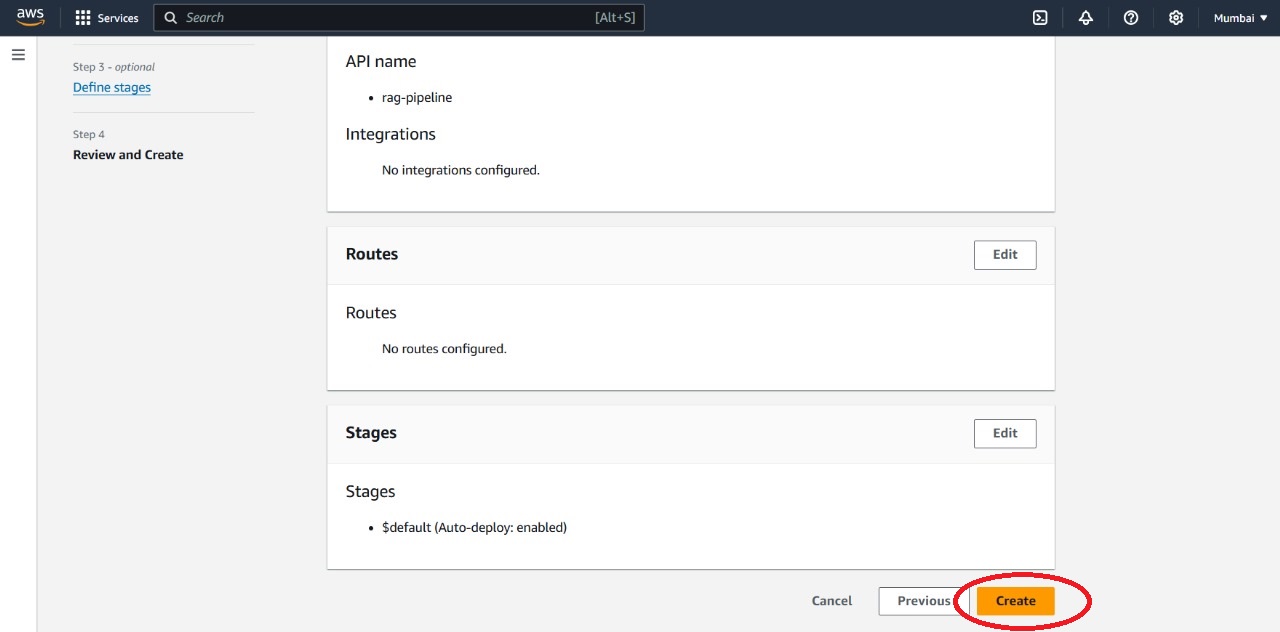 aws
Services
Search
[Alt+S]
Mumbai
Step 3 - optional
Define stages
Step 4
Review and Create
API name
• rag-pipeline
Integrations
No integrations configured.
Routes
Edit
Routes
No routes configured.
Stages
Edit
Stages
• $default (Auto-deploy: enabled)
Cancel
Previous
Create